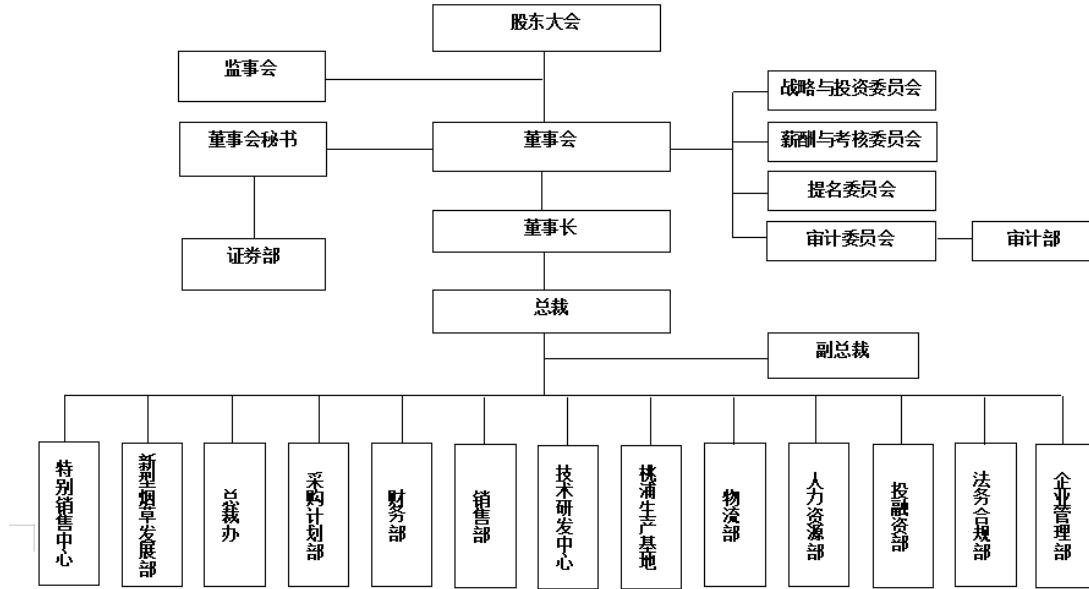 股东大会
监事会
战略与投资委员会
董事会秘书
董事会
薪酬与考核委员会
提名委员会
董事长
审计委员会
审计部
证券部
总裁
副总裁
特别销售中心
新型烟草发展部
总裁办
采购计划部
财务部
销售部
技术研发中心
桃浦生产基地
物流部
人力资源部
投融资部
法务合规部
企业管理部